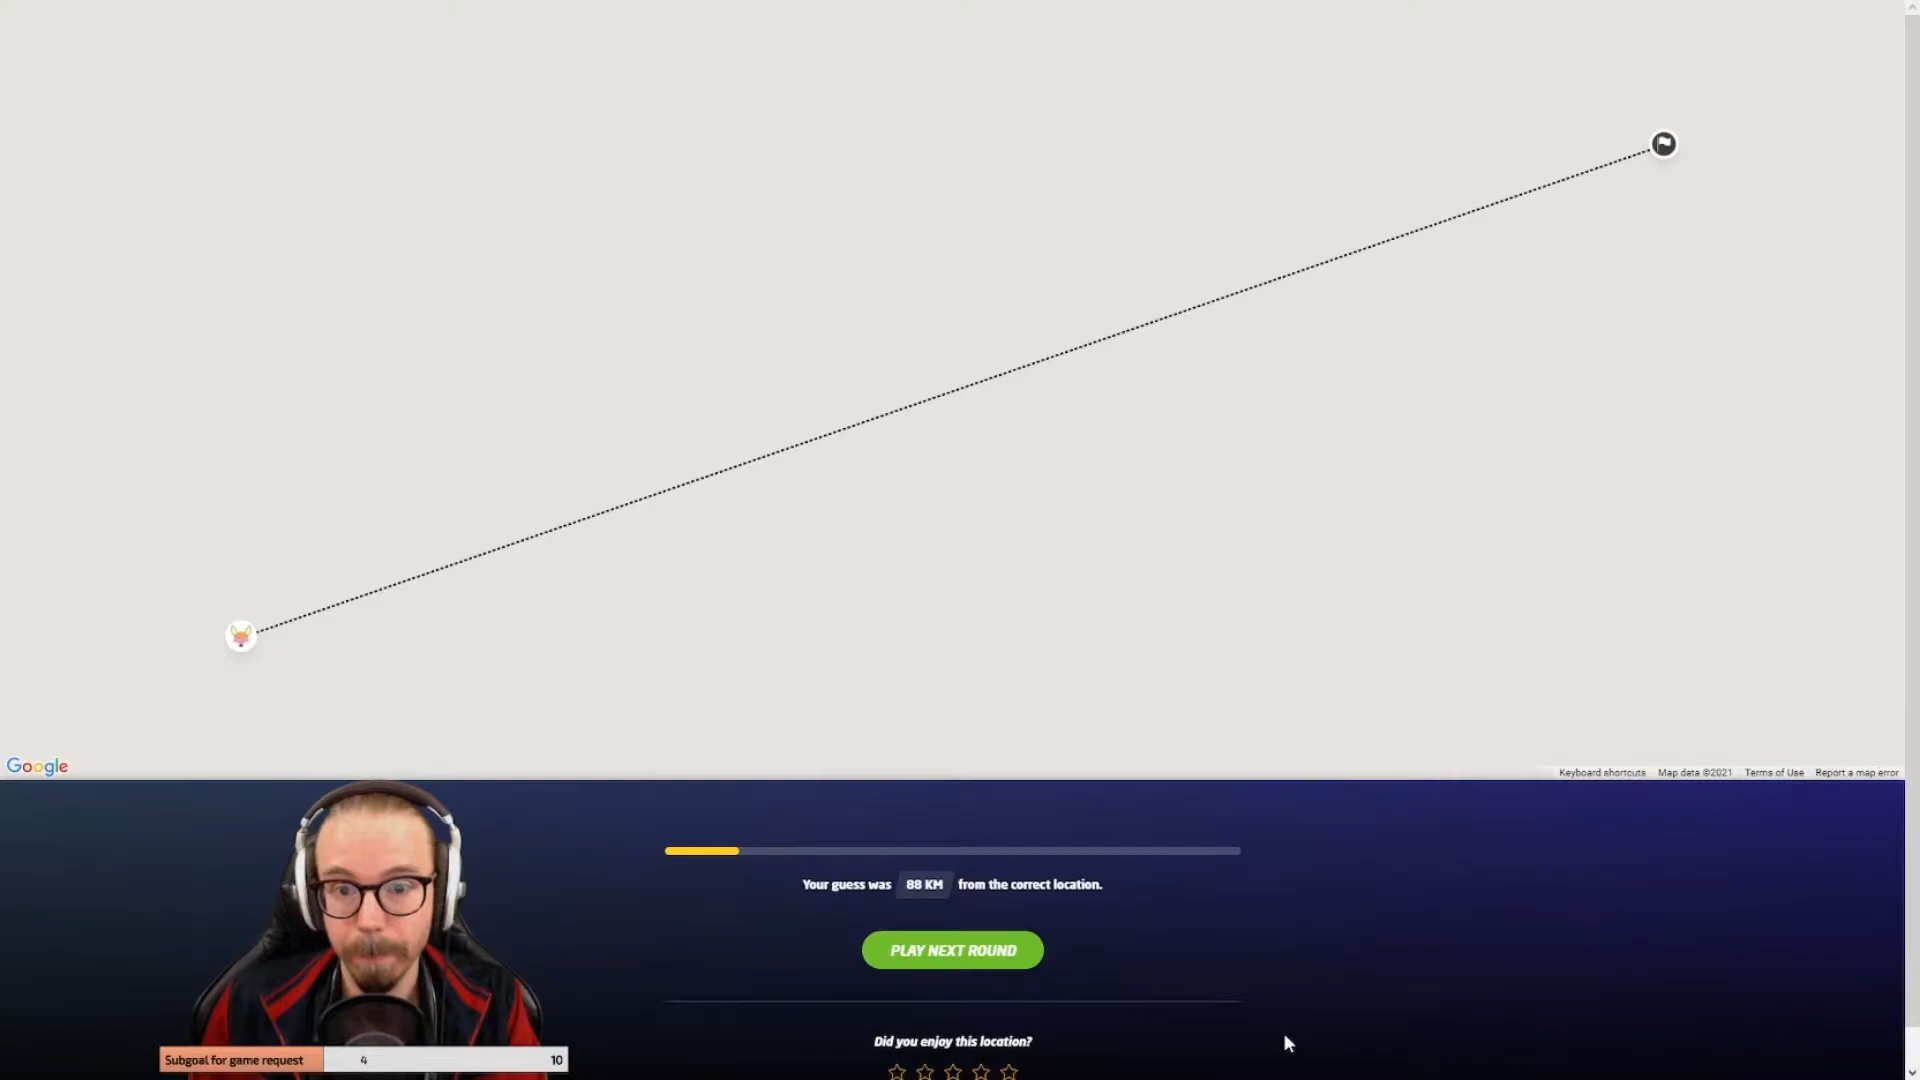 Google
Keyboard shortcuts Map data ©2021 Terms of Use Report a map error
Your guess was 88 KM from the correct location.
PLAY NEXT ROUND
Did you enjoy this location?
Subgoal for game request 4 10